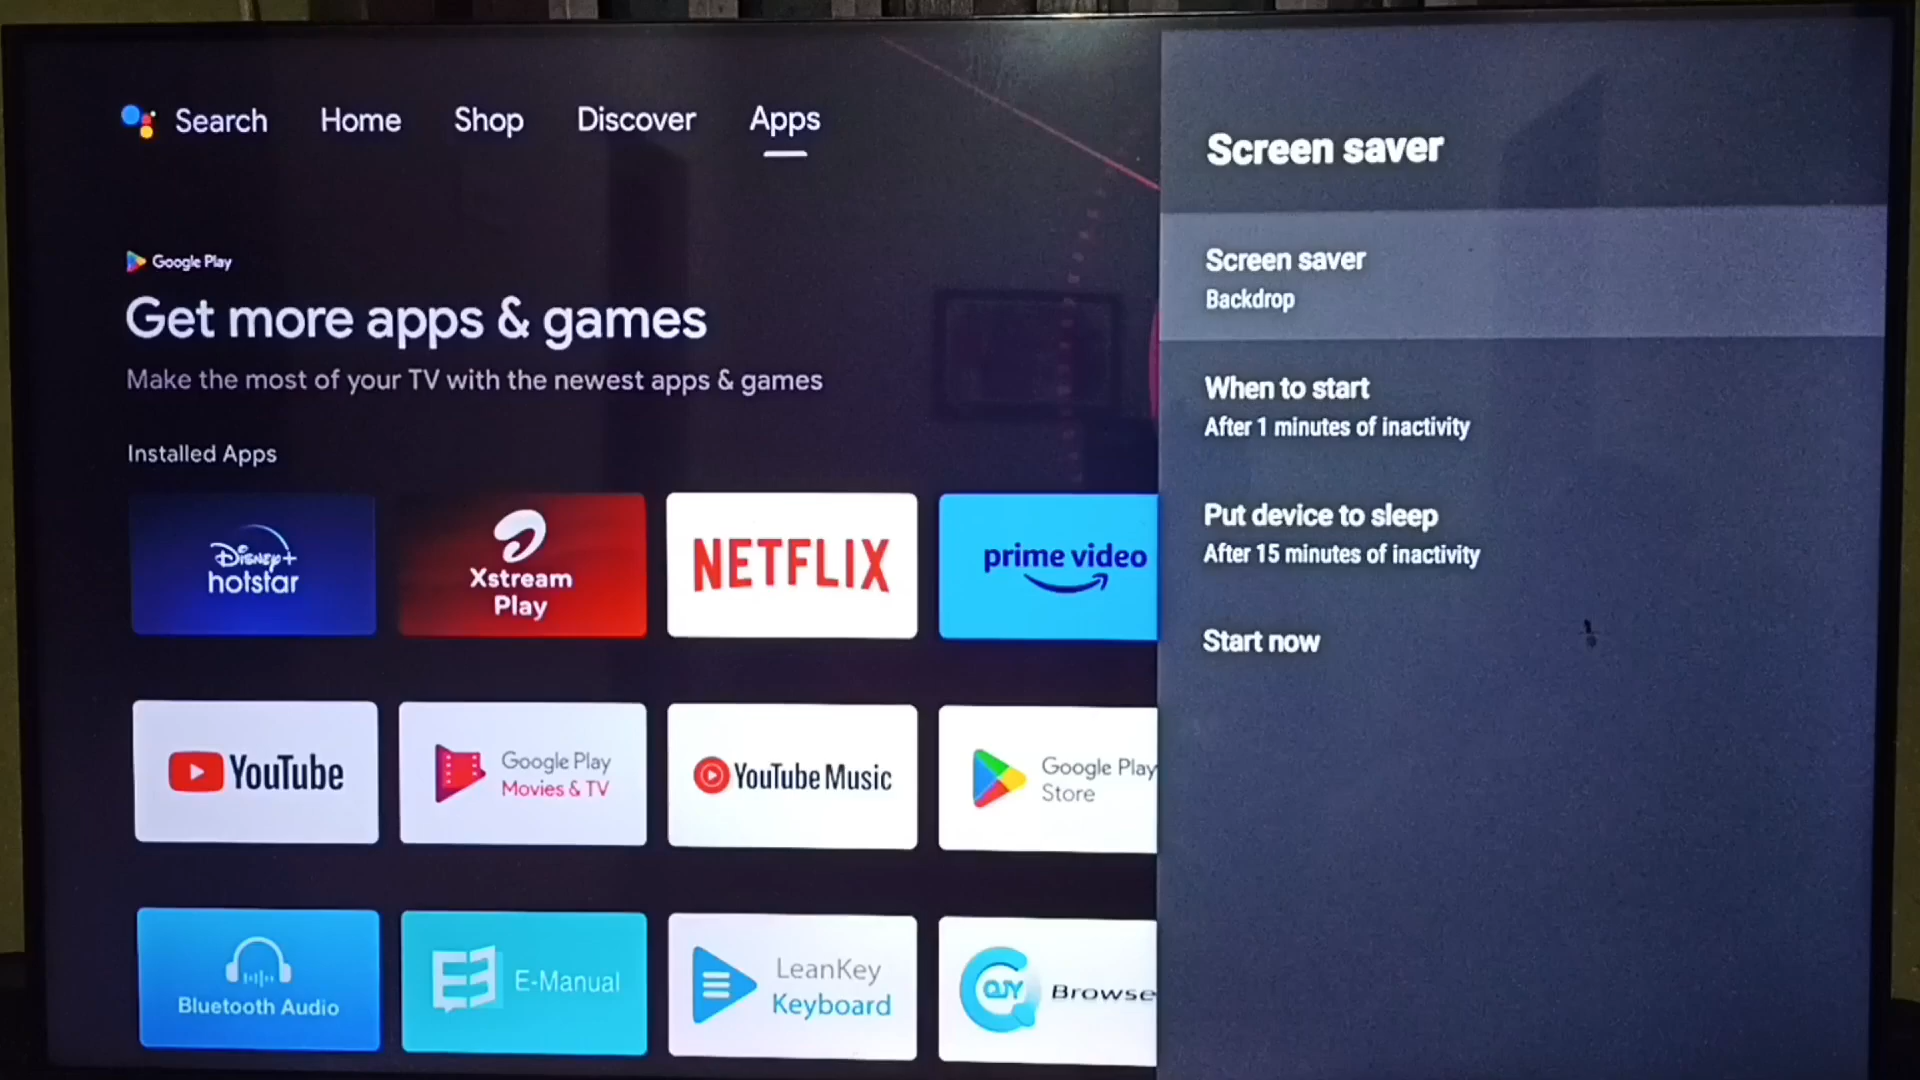 Search Home Shop Discover Apps
Google Play
Get more apps & games
Make the most of your TV with the newest apps & games
Installed Apps
Disney+
hotstar
Xstream
Play
NETFLIX
prime video
YouTube
Google Play
Movies & TV
YouTube Music
Google Play
Store
Bluetooth Audio
E-Manual
LeanKey
Keyboard
Browse
Screen saver
Screen saver
Backdrop
When to start
After 1 minutes of inactivity
Put device to sleep
After 15 minutes of inactivity
Start now